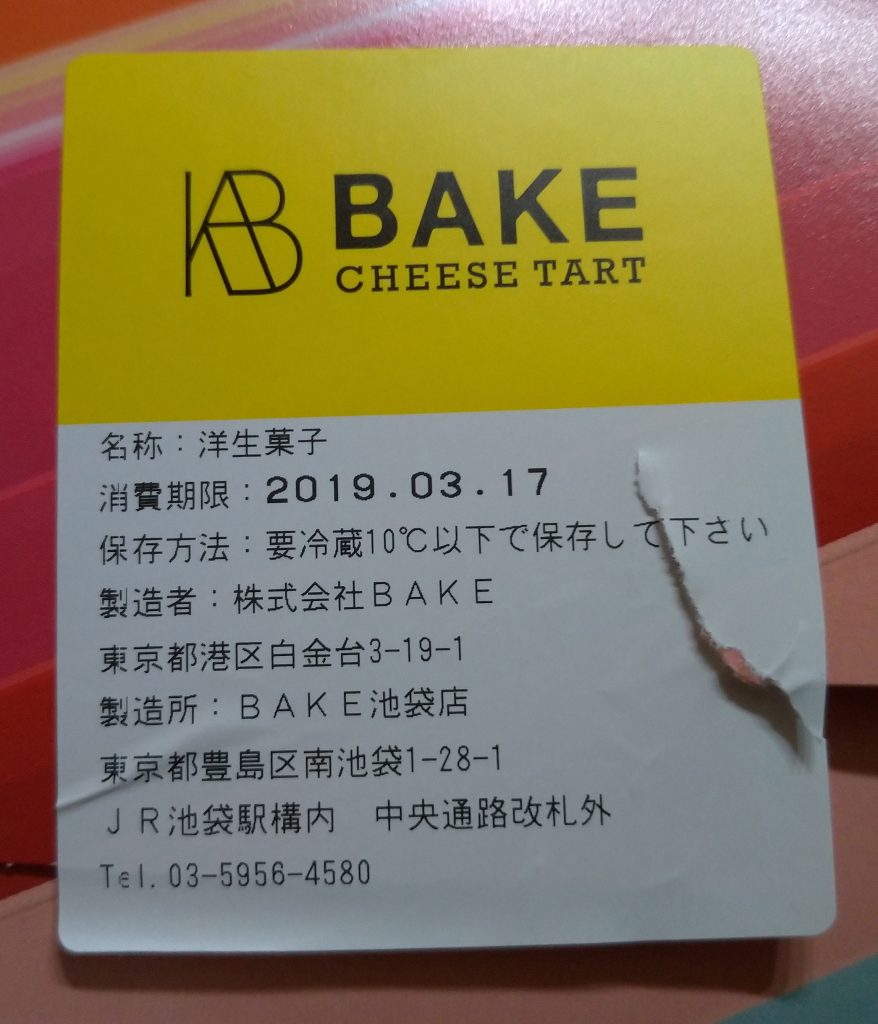 KB BAKE
CHEESE TART
名称：洋生菓子
消費期限：2019.03.17
保存方法：要冷蔵10℃以下で保存して下さい
製造者：株式会社ＢＡＫＥ
東京都港区白金台3-19-1
製造所：ＢＡＫＥ池袋店
東京都豊島区南池袋1-28-1
ＪＲ池袋駅構内　中央通路改札外
Tel.03-5956-4580